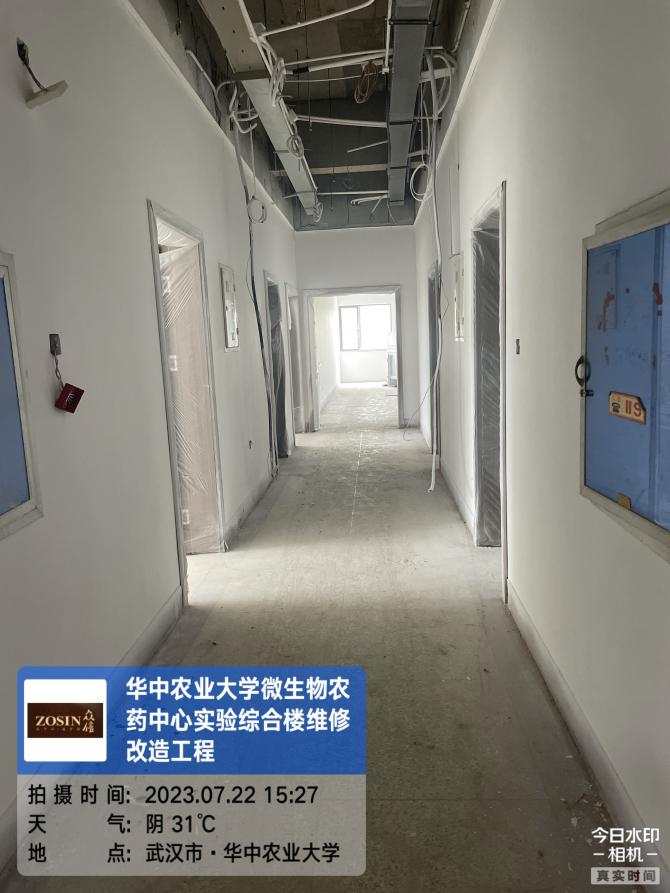 119
华中农业大学微生物农
药中心实验综合楼维修
改造工程
ZOSIN 众信
拍摄时间: 2023.07.22 15:27
天气: 阴 31℃
地点: 武汉市·华中农业大学
今日水印
-相机-
真实时间